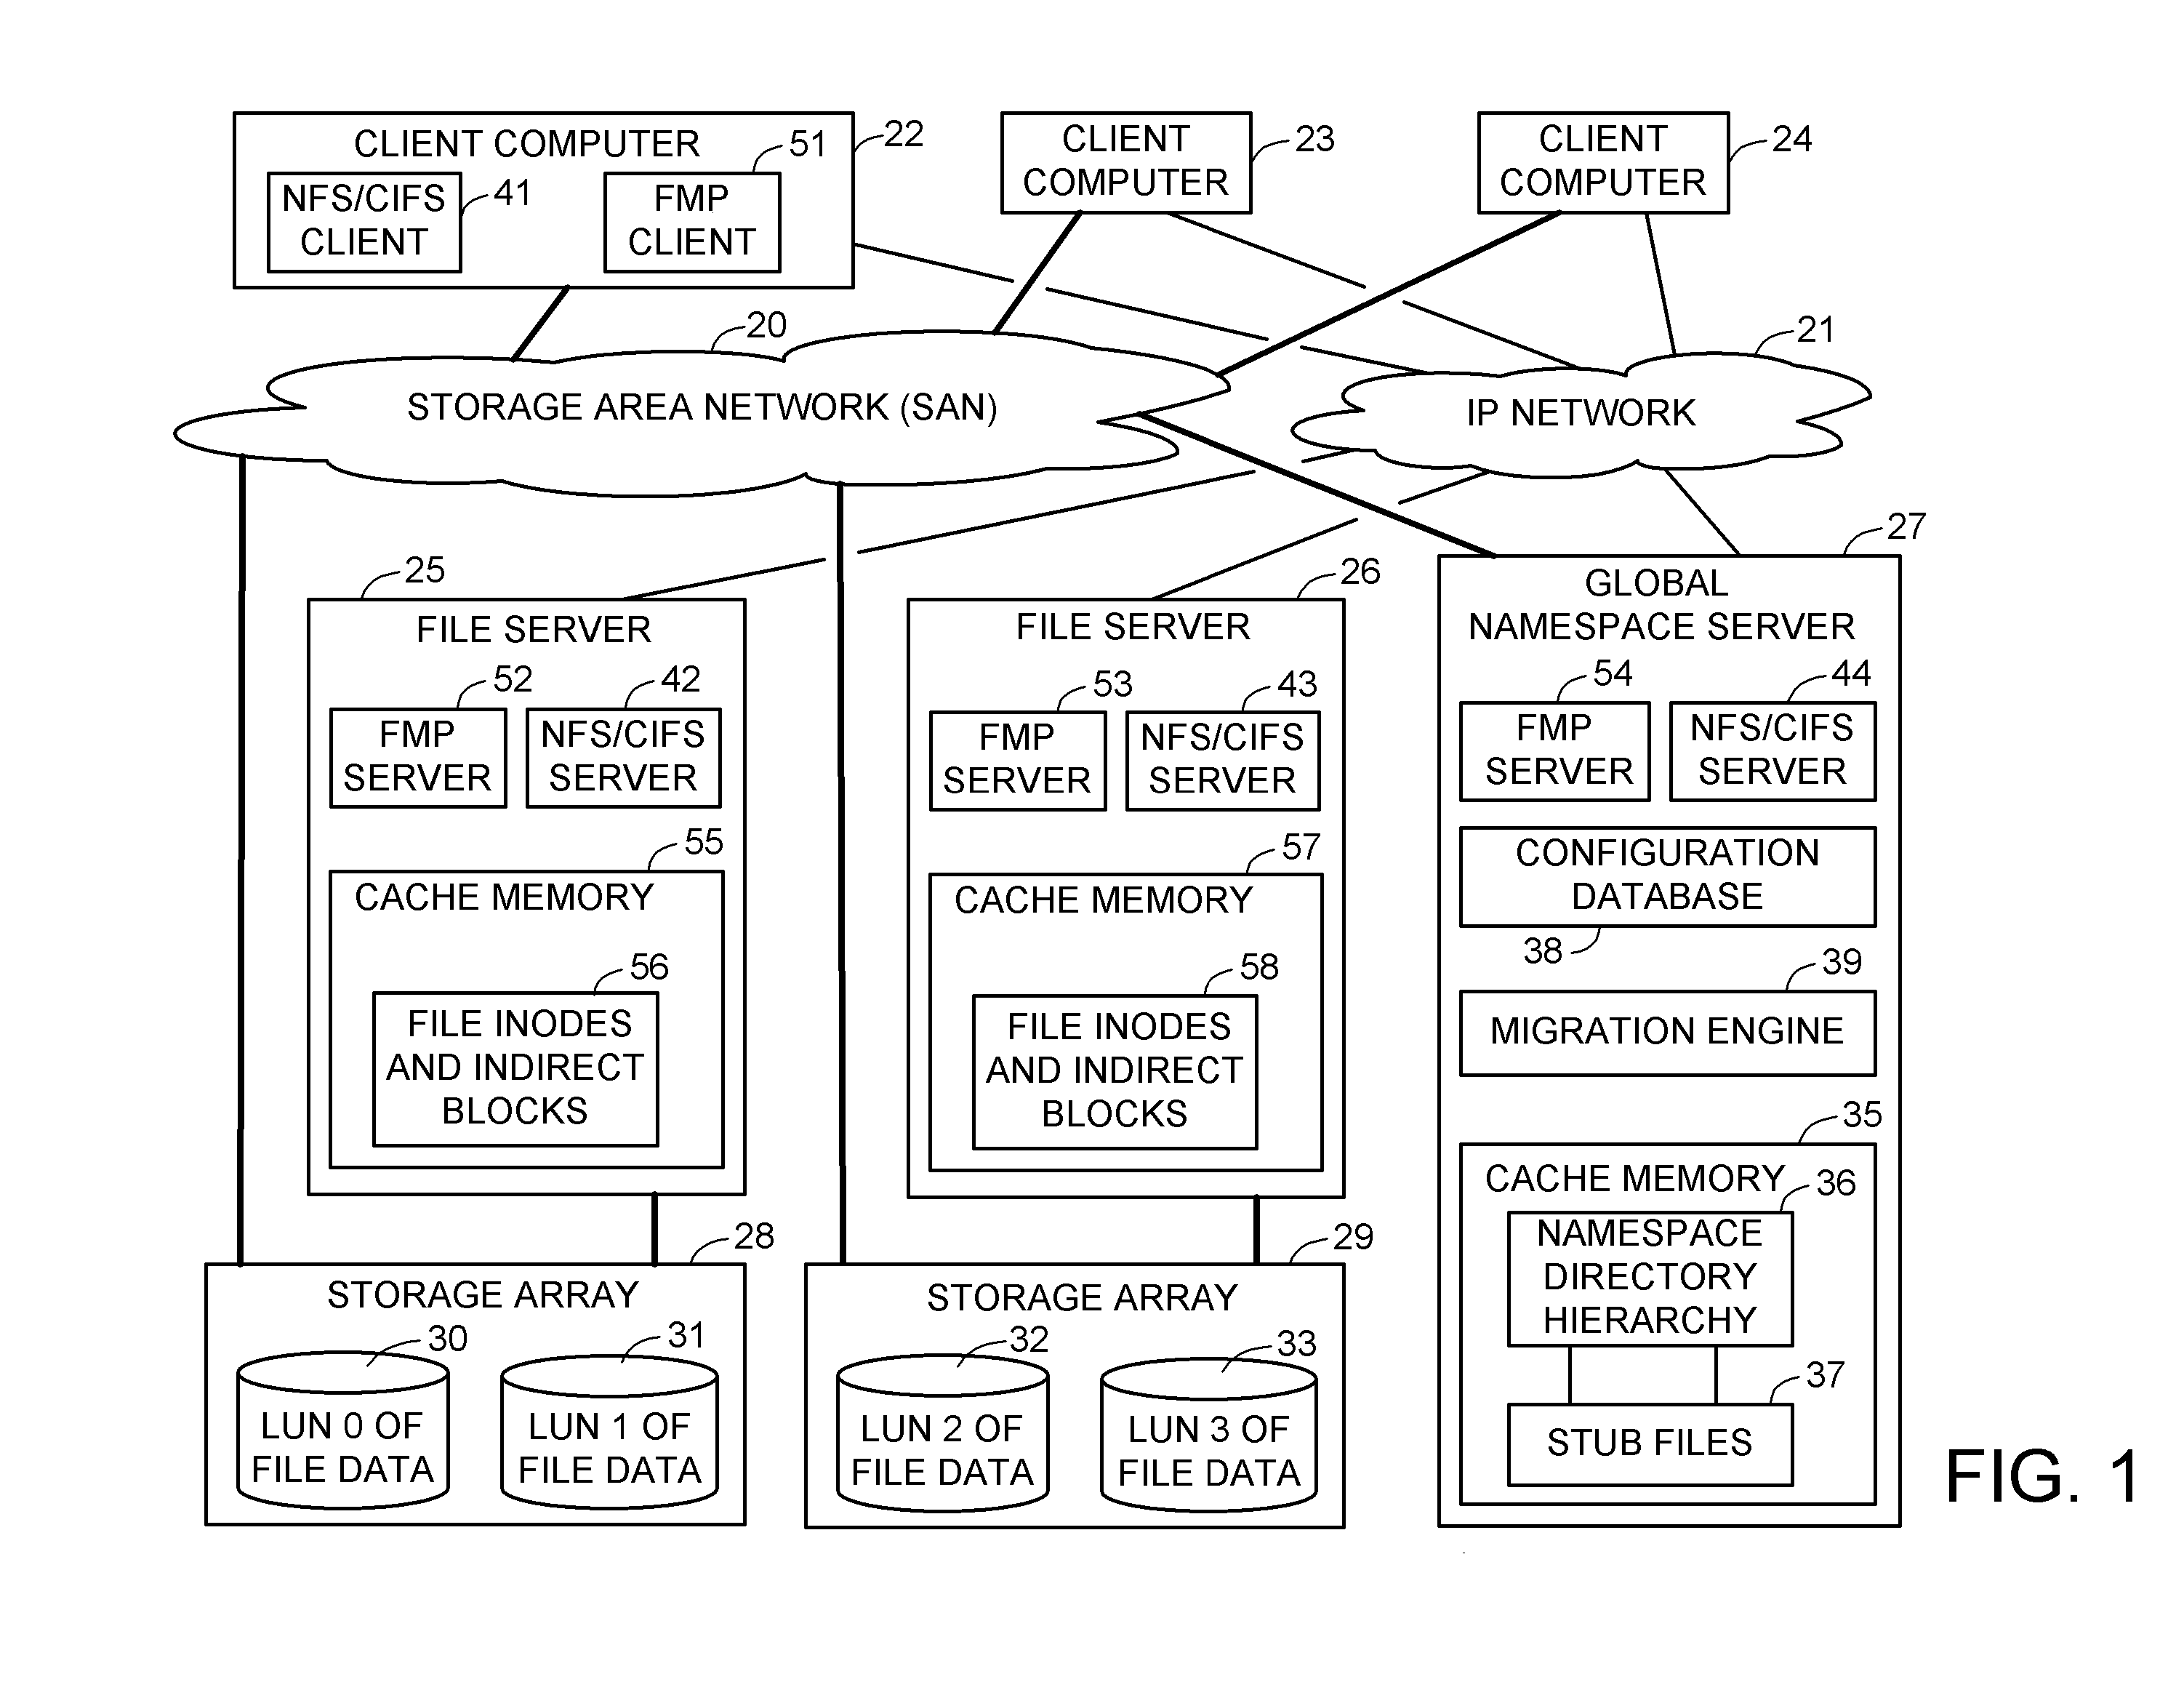 CLIENT COMPUTER
22
51
NFS/CIFS
CLIENT
41
FMP
CLIENT
CLIENT
COMPUTER
23
CLIENT
COMPUTER
24
20
STORAGE AREA NETWORK (SAN)
21
IP NETWORK
25
FILE SERVER
52
FMP
SERVER
42
NFS/CIFS
SERVER
55
CACHE MEMORY
56
FILE INODES
AND INDIRECT
BLOCKS
26
FILE SERVER
53
FMP
SERVER
43
NFS/CIFS
SERVER
57
CACHE MEMORY
58
FILE INODES
AND INDIRECT
BLOCKS
27
GLOBAL
NAMESPACE SERVER
54
FMP
SERVER
44
NFS/CIFS
SERVER
CONFIGURATION
DATABASE
38
39
MIGRATION ENGINE
35
CACHE MEMORY
36
NAMESPACE
DIRECTORY
HIERARCHY
37
STUB FILES
28
STORAGE ARRAY
30
LUN 0 OF
FILE DATA
31
LUN 1 OF
FILE DATA
29
STORAGE ARRAY
32
LUN 2 OF
FILE DATA
33
LUN 3 OF
FILE DATA
FIG. 1